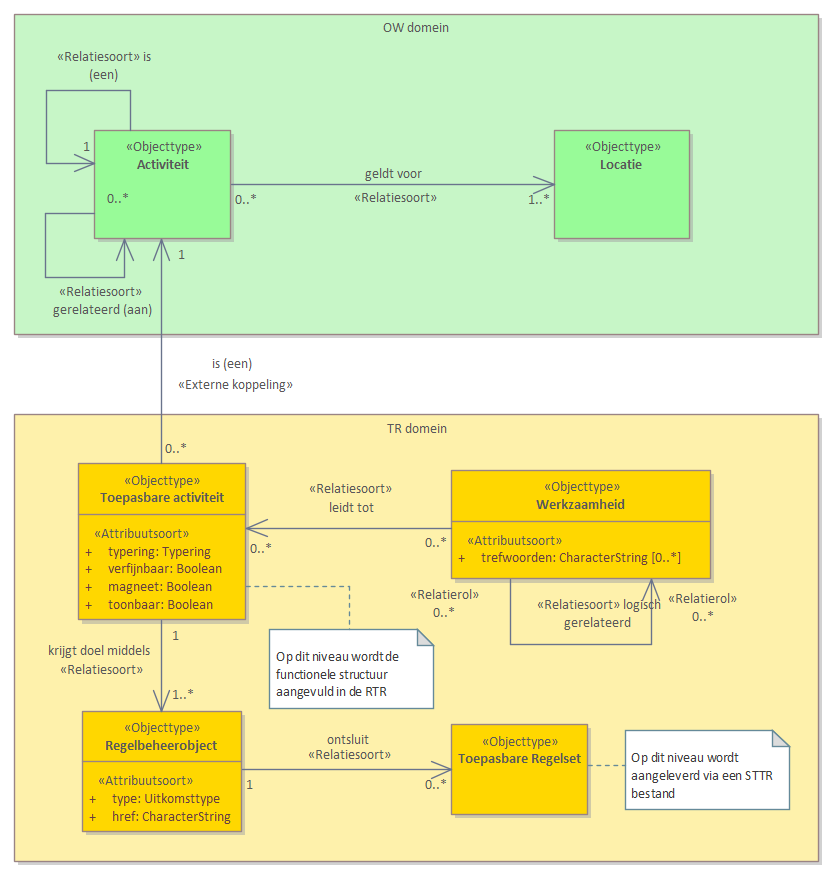 OW domein
«Relatiesoort» is
(een)
1
«Objecttype»
Activiteit
0..*
geldt voor
«Relatiesoort»
0..*
1..*
«Objecttype»
Locatie
«Relatiesoort»
gerelateerd (aan)
1
is (een)
«Externe koppeling»
TR domein
0..*
«Objecttype»
Toepasbare activiteit
«Attribuutsoort»
+ typering: Typering
+ verfijnbaar: Boolean
+ magneet: Boolean
+ toonbaar: Boolean
«Relatiesoort»
leidt tot
0..*
0..*
«Objecttype»
Werkzaamheid
«Attribuutsoort»
+ trefwoorden: CharacterString [0..*]
«Relatierol»
0..*
«Relatiesoort» logisch
gerelateerd
«Relatierol»
0..*
Op dit niveau wordt de
functionele structuur
aangevuld in de RTR
1
krijgt doel middels
«Relatiesoort»
1..*
«Objecttype»
Regelbeheerobject
«Attribuutsoort»
+ type: Uitkomsttype
+ href: CharacterString
ontsluit
«Relatiesoort»
1
0..*
«Objecttype»
Toepasbare Regelset
Op dit niveau wordt
aangeleverd via een STTR
bestand